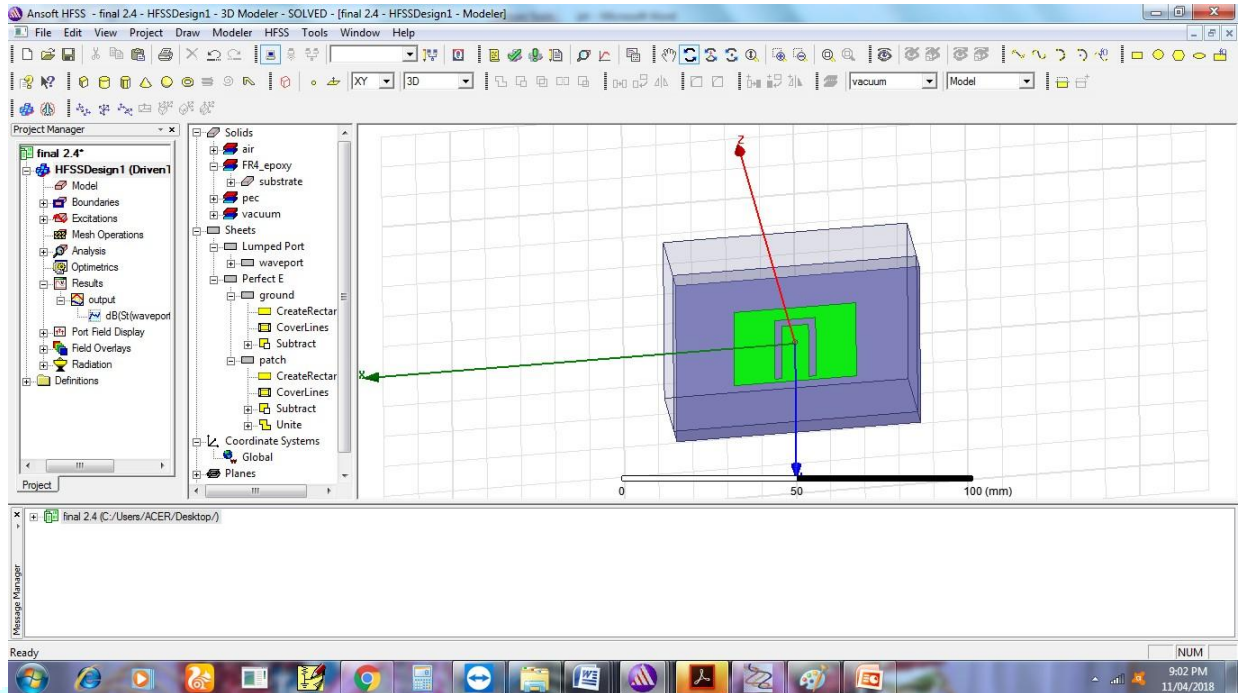 Ansoft HFSS - final 2.4 - HFSSDesign1 - 3D Modeler - SOLVED - [final 2.4 - HFSSDesign1 - Modeler]
File Edit View Project Draw Modeler HFSS Tools Window Help
XY 3D vacuum Model
Project Manager
final 2.4*
HFSSDesign1 (DrivenT
Model
Boundaries
Excitations
Mesh Operations
Analysis
Optimetrics
Results
output
dB(St(waveport
Port Field Display
Field Overlays
Radiation
Definitions
Project
Solids
air
FR4_epoxy
substrate
pec
vacuum
Sheets
Lumped Port
waveport
Perfect E
ground
CreateRectar
CoverLines
Subtract
patch
CreateRectar
CoverLines
Subtract
Unite
Coordinate Systems
Global
Planes
Z
X
0 50 100 (mm)
final 2.4 (C:/Users/ACER/Desktop/)
Message Manager
Ready
NUM
9:02 PM
11/04/2018